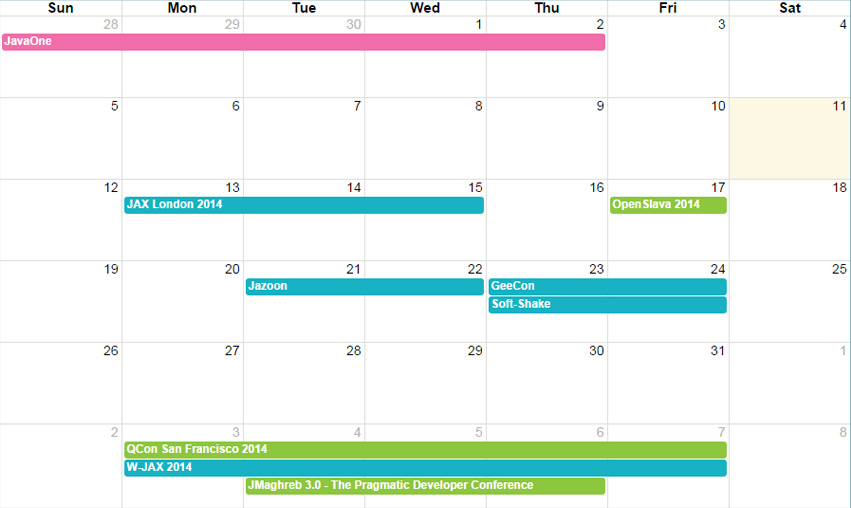 Sun Mon Tue Wed Thu Fri Sat
28 29 30 1 2 3 4
JavaOne
5 6 7 8 9 10 11
12 13 14 15 16 17 18
JAX London 2014 OpenSlava 2014
19 20 21 22 23 24 25
Jazoon GeeCon
Soft-Shake
26 27 28 29 30 31 1
2 3 4 5 6 7 8
QCon San Francisco 2014
W-JAX 2014
JMaghreb 3.0 - The Pragmatic Developer Conference